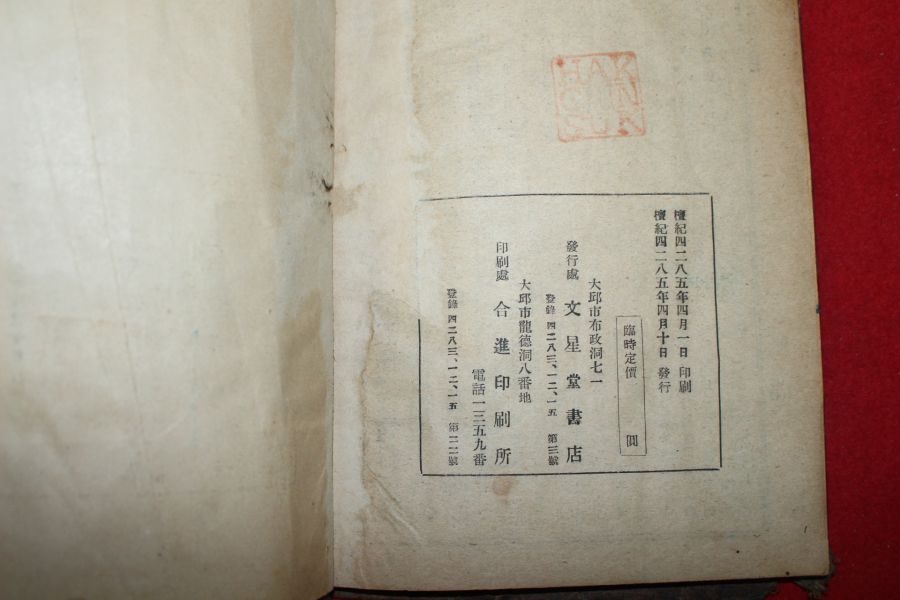 HAK
SUK
檀紀四二八五年四月一日 印刷
檀紀四二八五年四月十日 發行
臨時定價 圓
大邱市布政洞七一
發行處 文星堂書店
登錄 四二八三、一二、一五 第三號
大邱市龍德洞八番地
印刷處 合進印刷所
電話一三五九番
登錄 四二八三、一二、一五 第二二號